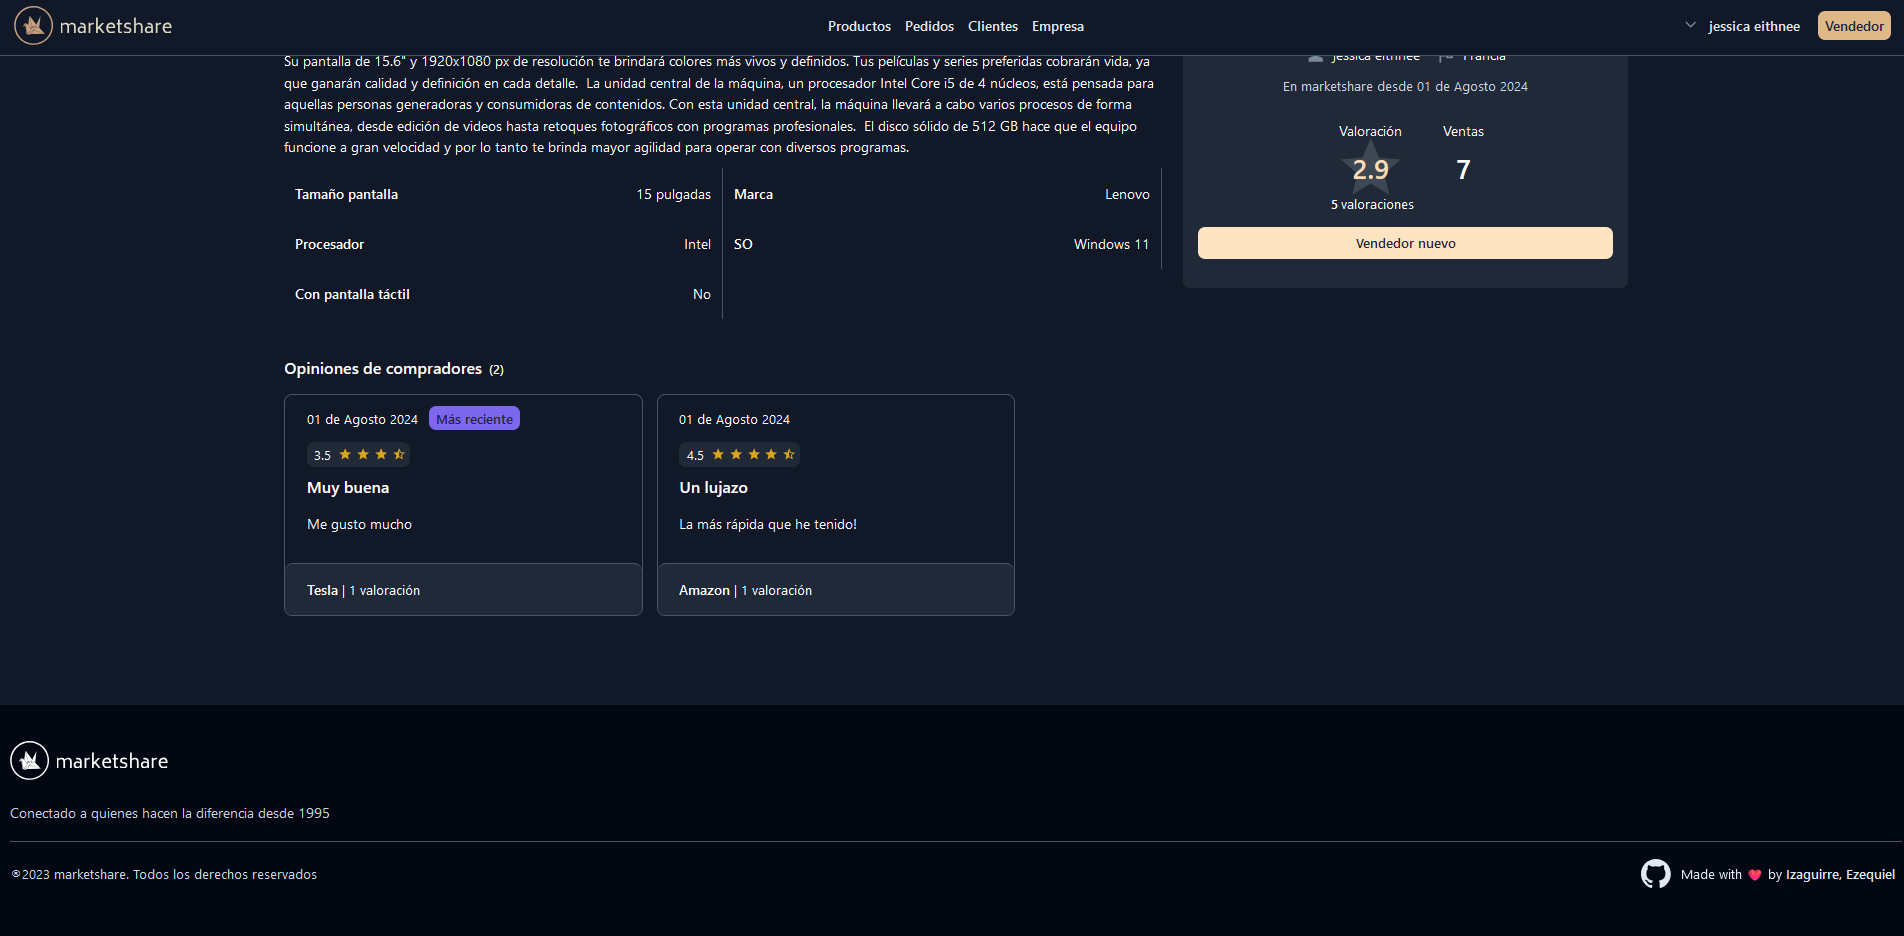 marketshare
Productos Pedidos Clientes Empresa
jessica eithnee
Vendedor
Su pantalla de 15.6" y 1920x1080 px de resolución te brindará colores más vivos y definidos. Tus películas y series preferidas cobrarán vida, ya
que ganarán calidad y definición en cada detalle.  La unidad central de la máquina, un procesador Intel Core i5 de 4 núcleos, está pensada para
aquellas personas generadoras y consumidoras de contenidos. Con esta unidad central, la máquina llevará a cabo varios procesos de forma
simultánea, desde edición de videos hasta retoques fotográficos con programas profesionales.  El disco sólido de 512 GB hace que el equipo
funcione a gran velocidad y por lo tanto te brinda mayor agilidad para operar con diversos programas.
Tamaño pantalla 15 pulgadas
Marca Lenovo
Procesador Intel
SO Windows 11
Con pantalla táctil No
jessica eithnee Francia
En marketshare desde 01 de Agosto 2024
Valoración Ventas
2.9 7
5 valoraciones
Vendedor nuevo
Opiniones de compradores (2)
01 de Agosto 2024 Más reciente
3.5
Muy buena
Me gusto mucho
Tesla | 1 valoración
01 de Agosto 2024
4.5
Un lujazo
La más rápida que he tenido!
Amazon | 1 valoración
marketshare
Conectado a quienes hacen la diferencia desde 1995
©2023 marketshare. Todos los derechos reservados
Made with ❤ by Izaguirre, Ezequiel